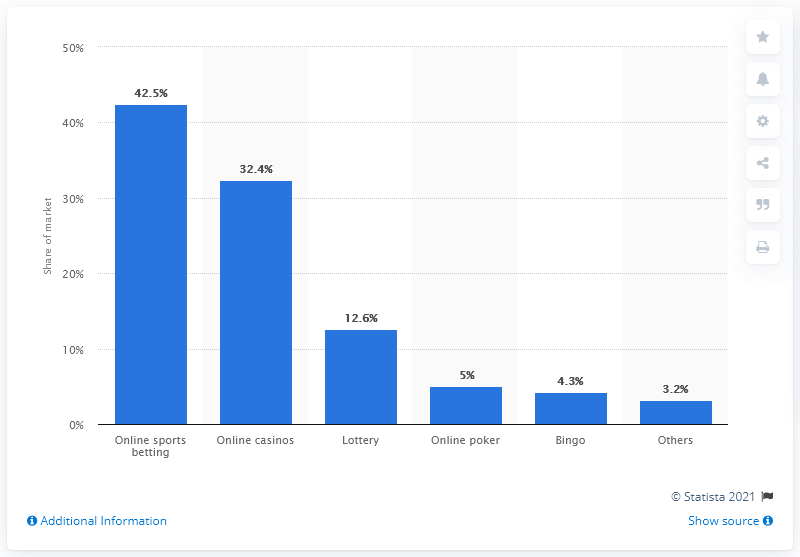 50%
40%
30%
20%
10%
0%
Share of market
42.5%
32.4%
12.6%
5%
4.3%
3.2%
Online sports
betting
Online casinos
Lottery
Online poker
Bingo
Others
© Statista 2021
Additional Information
Show source